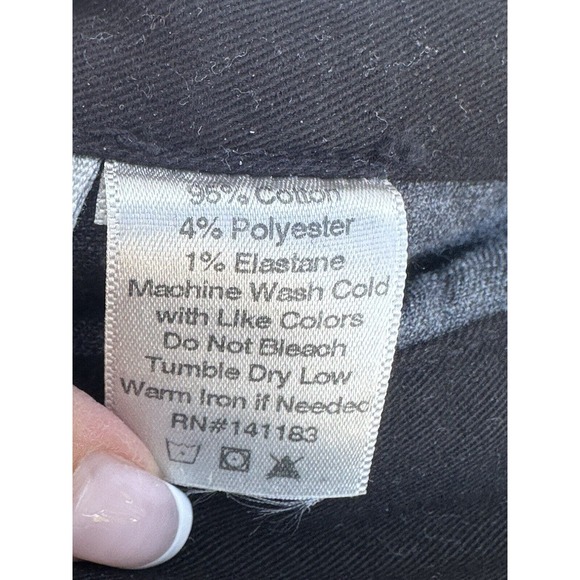 95% Cotton
4% Polyester
1% Elastane
Machine Wash Cold
with Like Colors
Do Not Bleach
Tumble Dry Low
Warm Iron if Needed
RN#141183